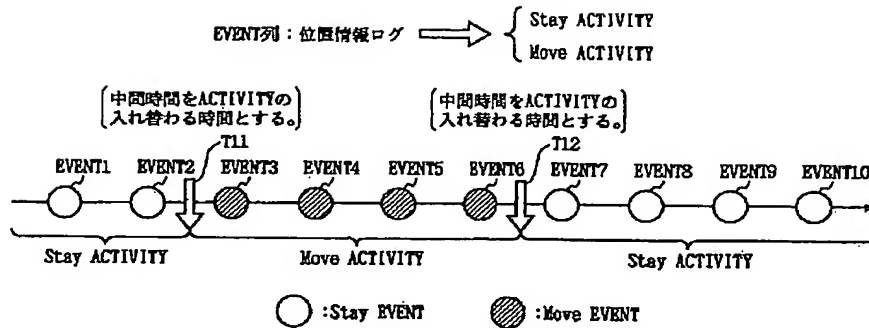 EVENT列:位置情報ログ
Stay ACTIVITY
Move ACTIVITY
中間時間をACTIVITYの
入れ替わる時間とする。
中間時間をACTIVITYの
入れ替わる時間とする。
T11
T12
EVENT1
EVENT2
EVENT3
EVENT4
EVENT5
EVENT6
EVENT7
EVENT8
EVENT9
EVENT10
Stay ACTIVITY
Move ACTIVITY
Stay ACTIVITY
:Stay EVENT
:Move EVENT